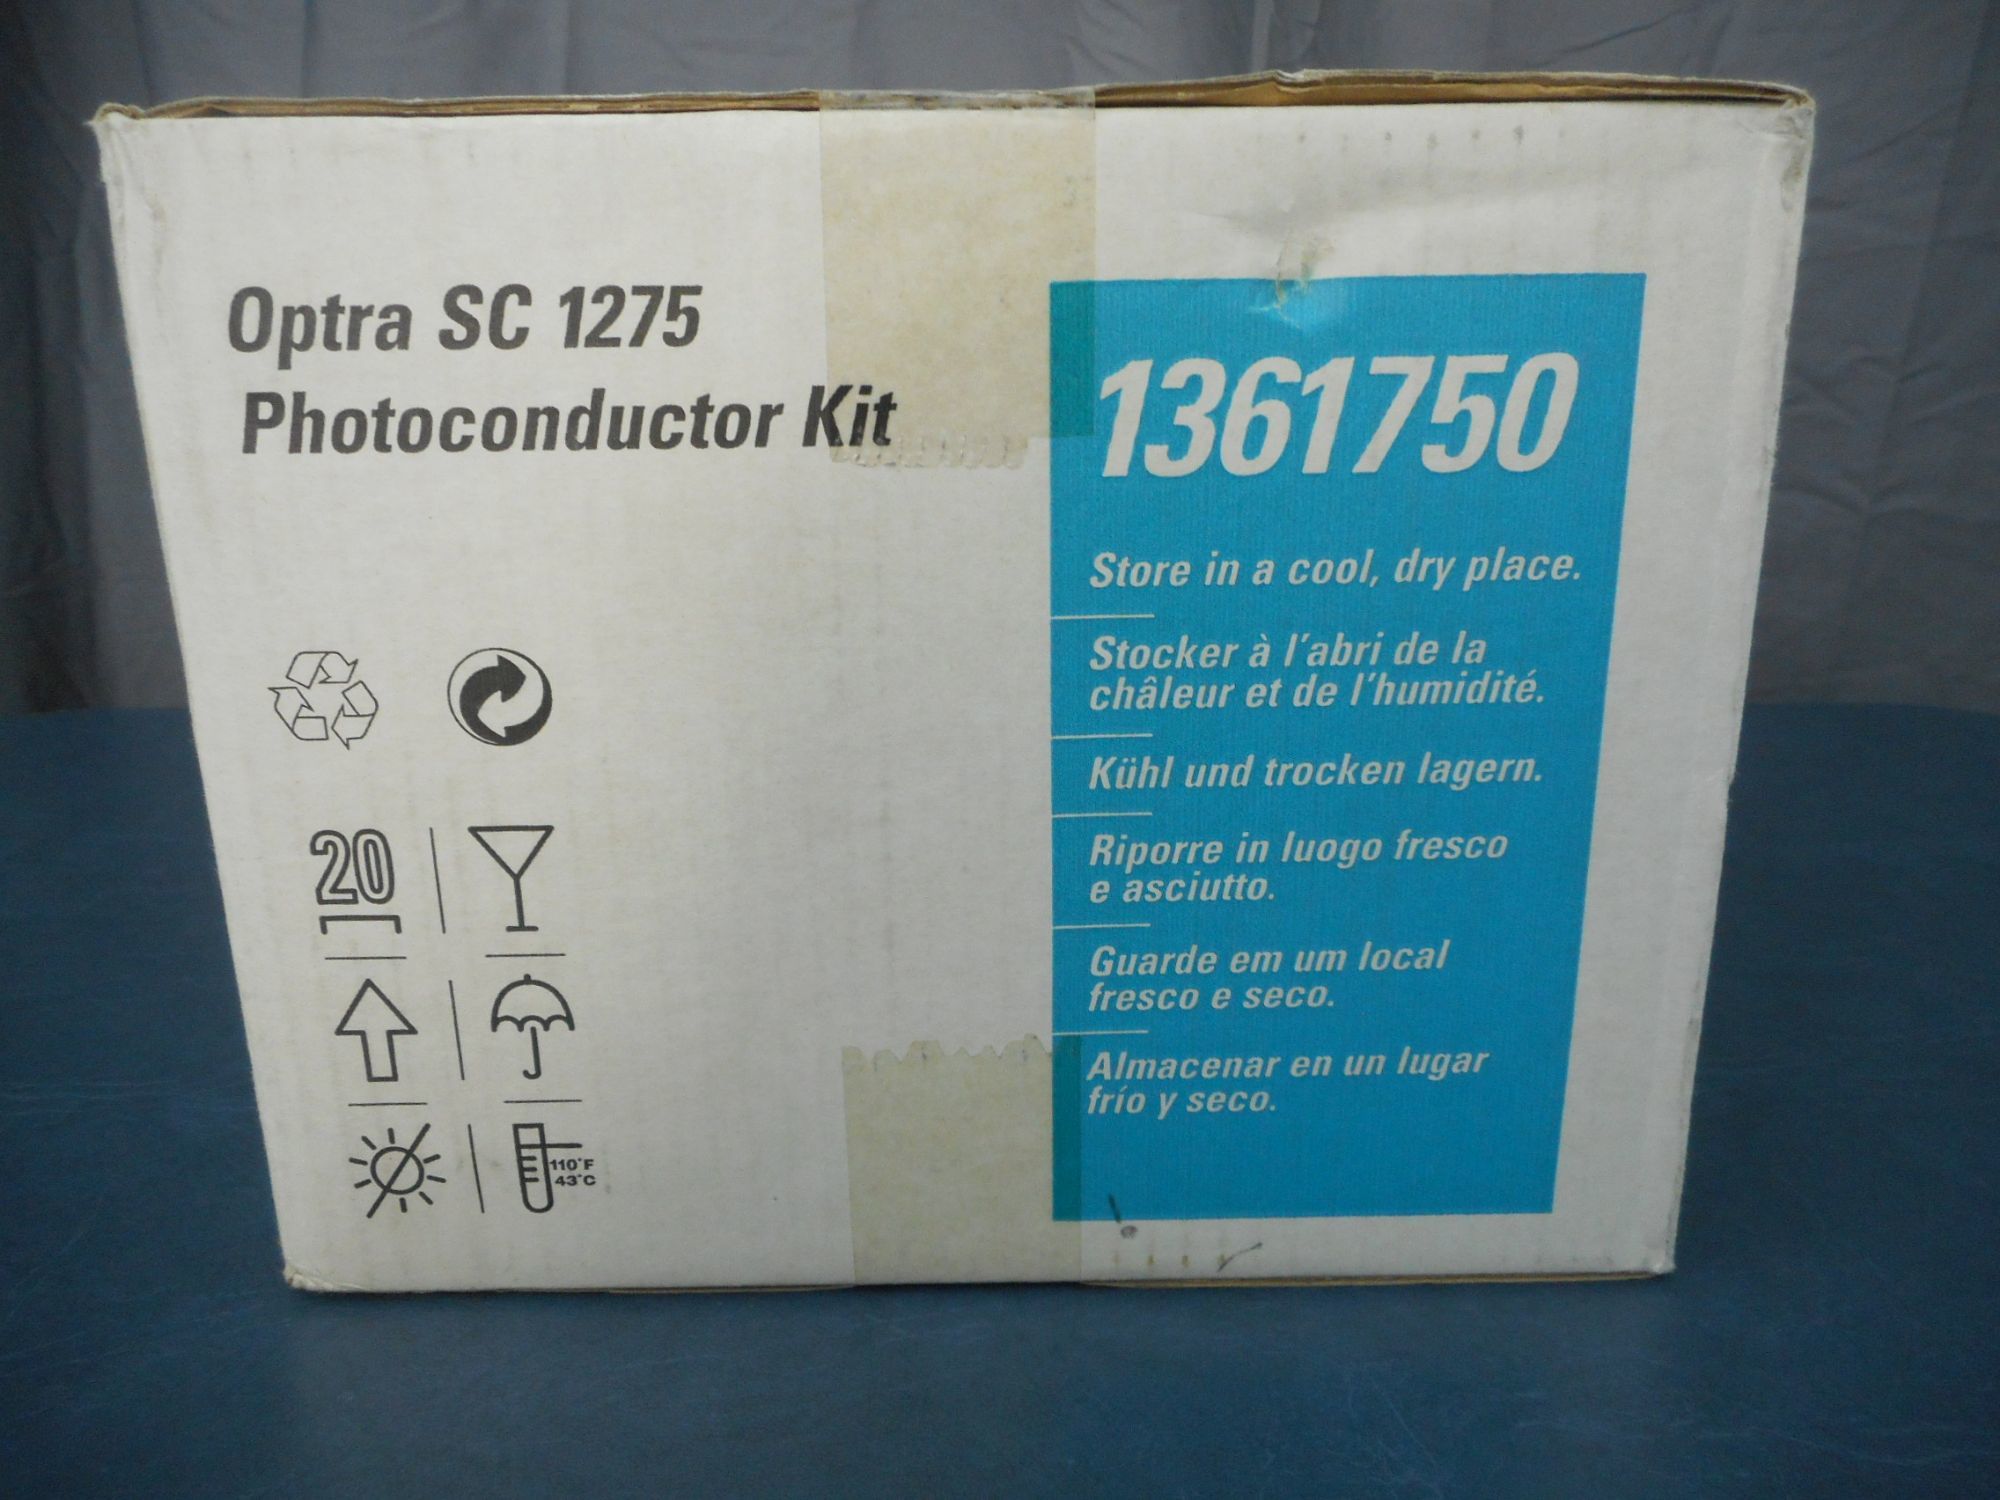 Optra SC 1275
Photoconductor Kit
20
110°F
43°C
1361750
Store in a cool, dry place.
Stocker à l'abri de la
châleur et de l'humidité.
Kühl und trocken lagern.
Riporre in luogo fresco
e asciutto.
Guarde em um local
fresco e seco.
Almacenar en un lugar
frío y seco.